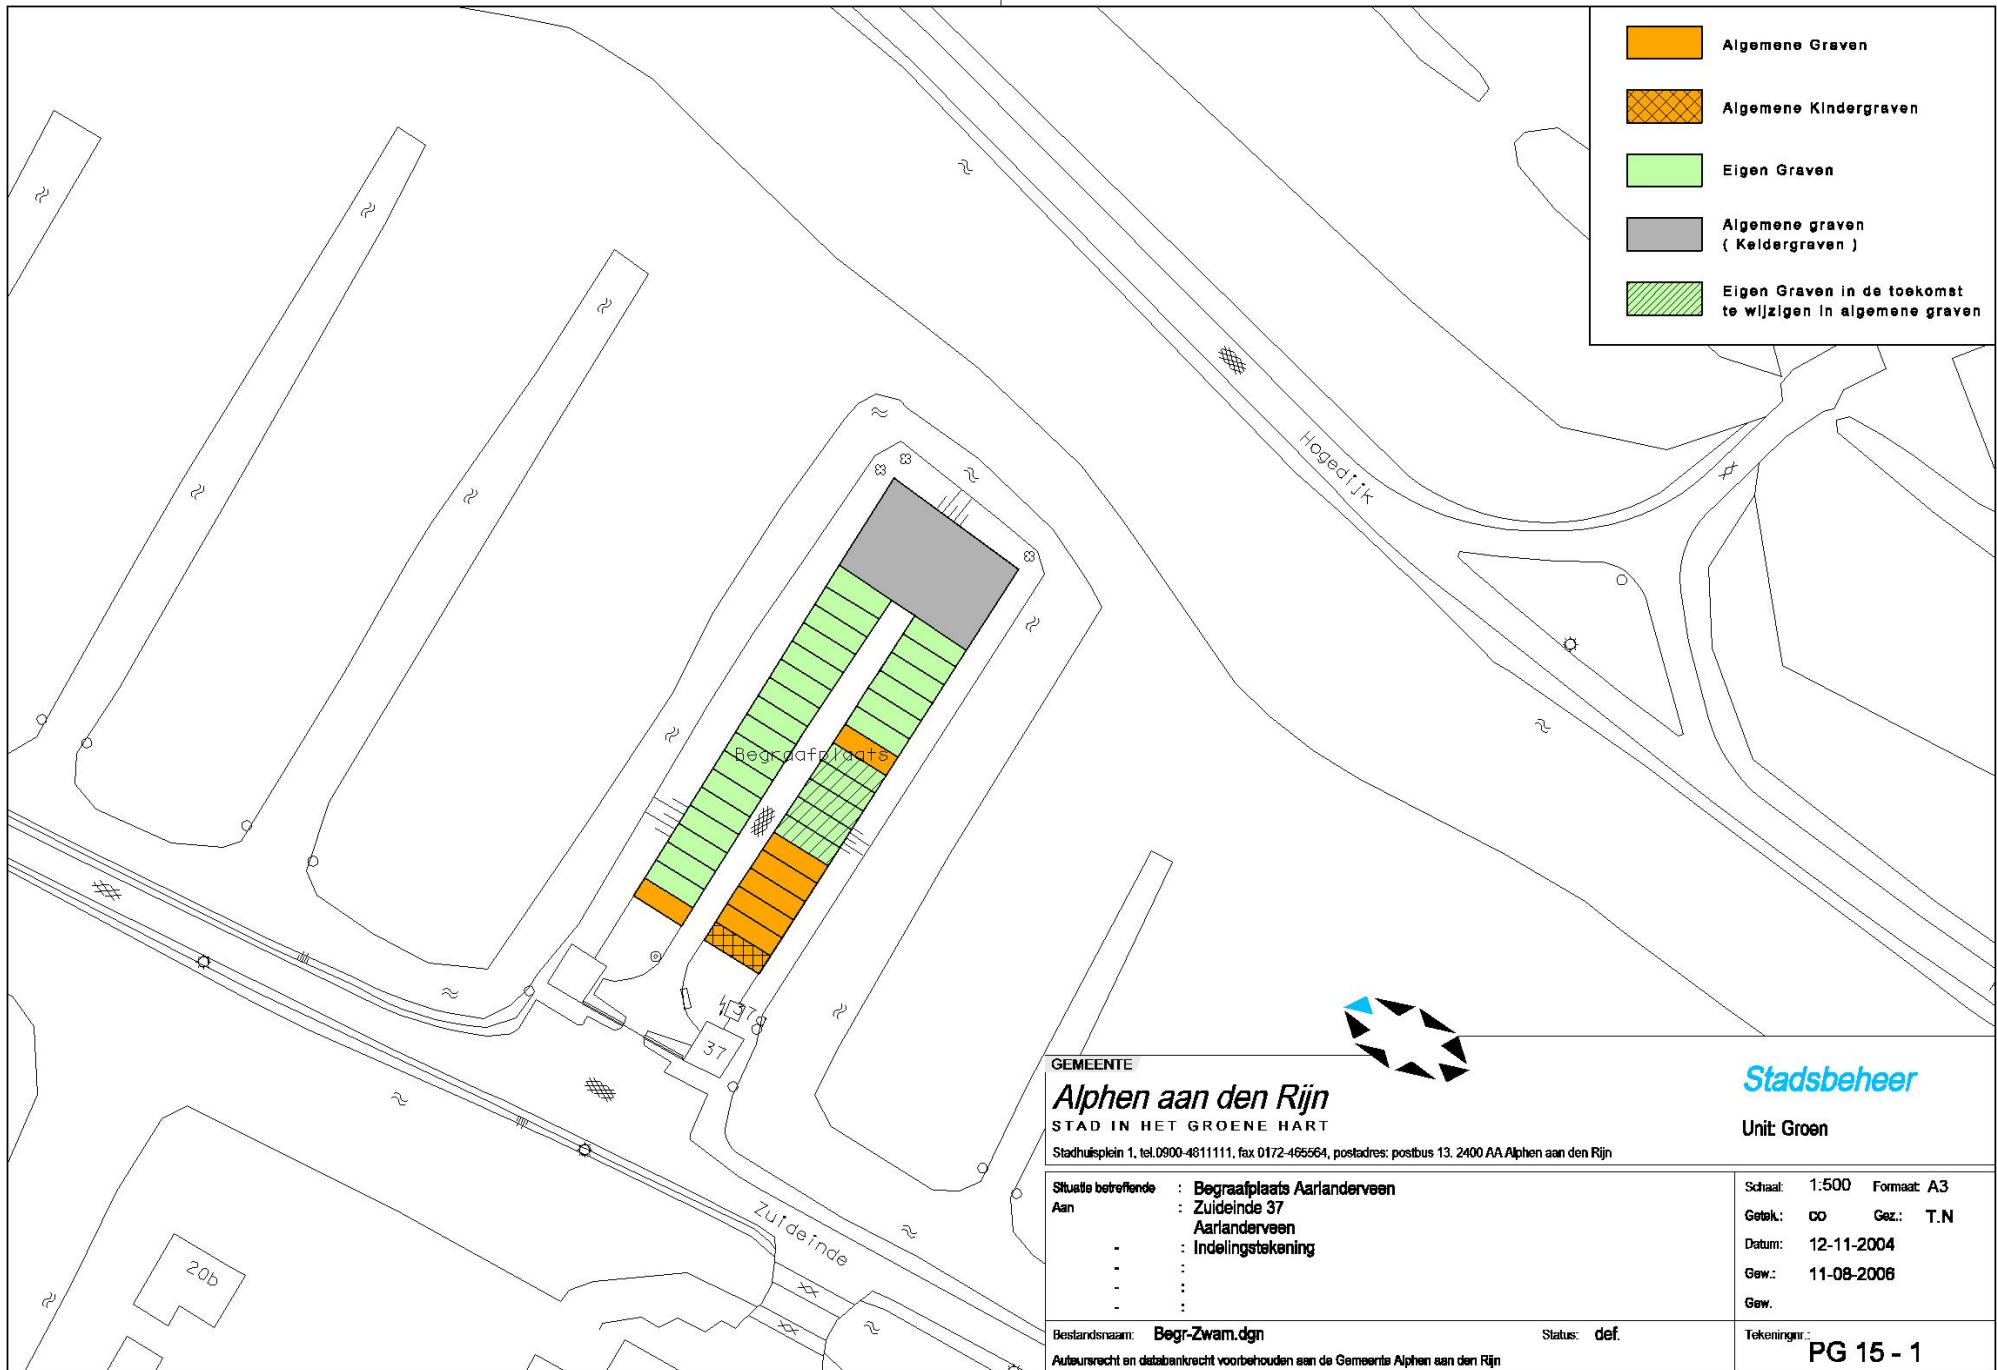 Algemene Graven
Algemene Kindergraven
Eigen Graven
Algemene graven
( Keldergraven )
Eigen Graven in de toekomst
te wijzigen in algemene graven
Hogedijk
Begraafplaats
37a
37
Zuideinde
20b
GEMEENTE
Alphen aan den Rijn
STAD IN HET GROENE HART
Stadhuisplein 1, tel.0900-4811111, fax 0172-465564, postadres: postbus 13. 2400 AA Alphen aan den Rijn
Stadsbeheer
Unit: Groen
Situatie betreffende : Begraafplaats Aarlanderveen
Aan : Zuideinde 37
Aarlanderveen
- : Indelingstekening
- :
- :
- :
Schaal: 1:500 Formaat: A3
Getek.: CO Gez.: T.N
Datum: 12-11-2004
Gew.: 11-08-2006
Gew.
Bestandsnaam: Begr-Zwam.dgn Status: def.
Auteursrecht en databankrecht voorbehouden aan de Gemeente Alphen aan den Rijn
Tekeningnr.:
PG 15 - 1